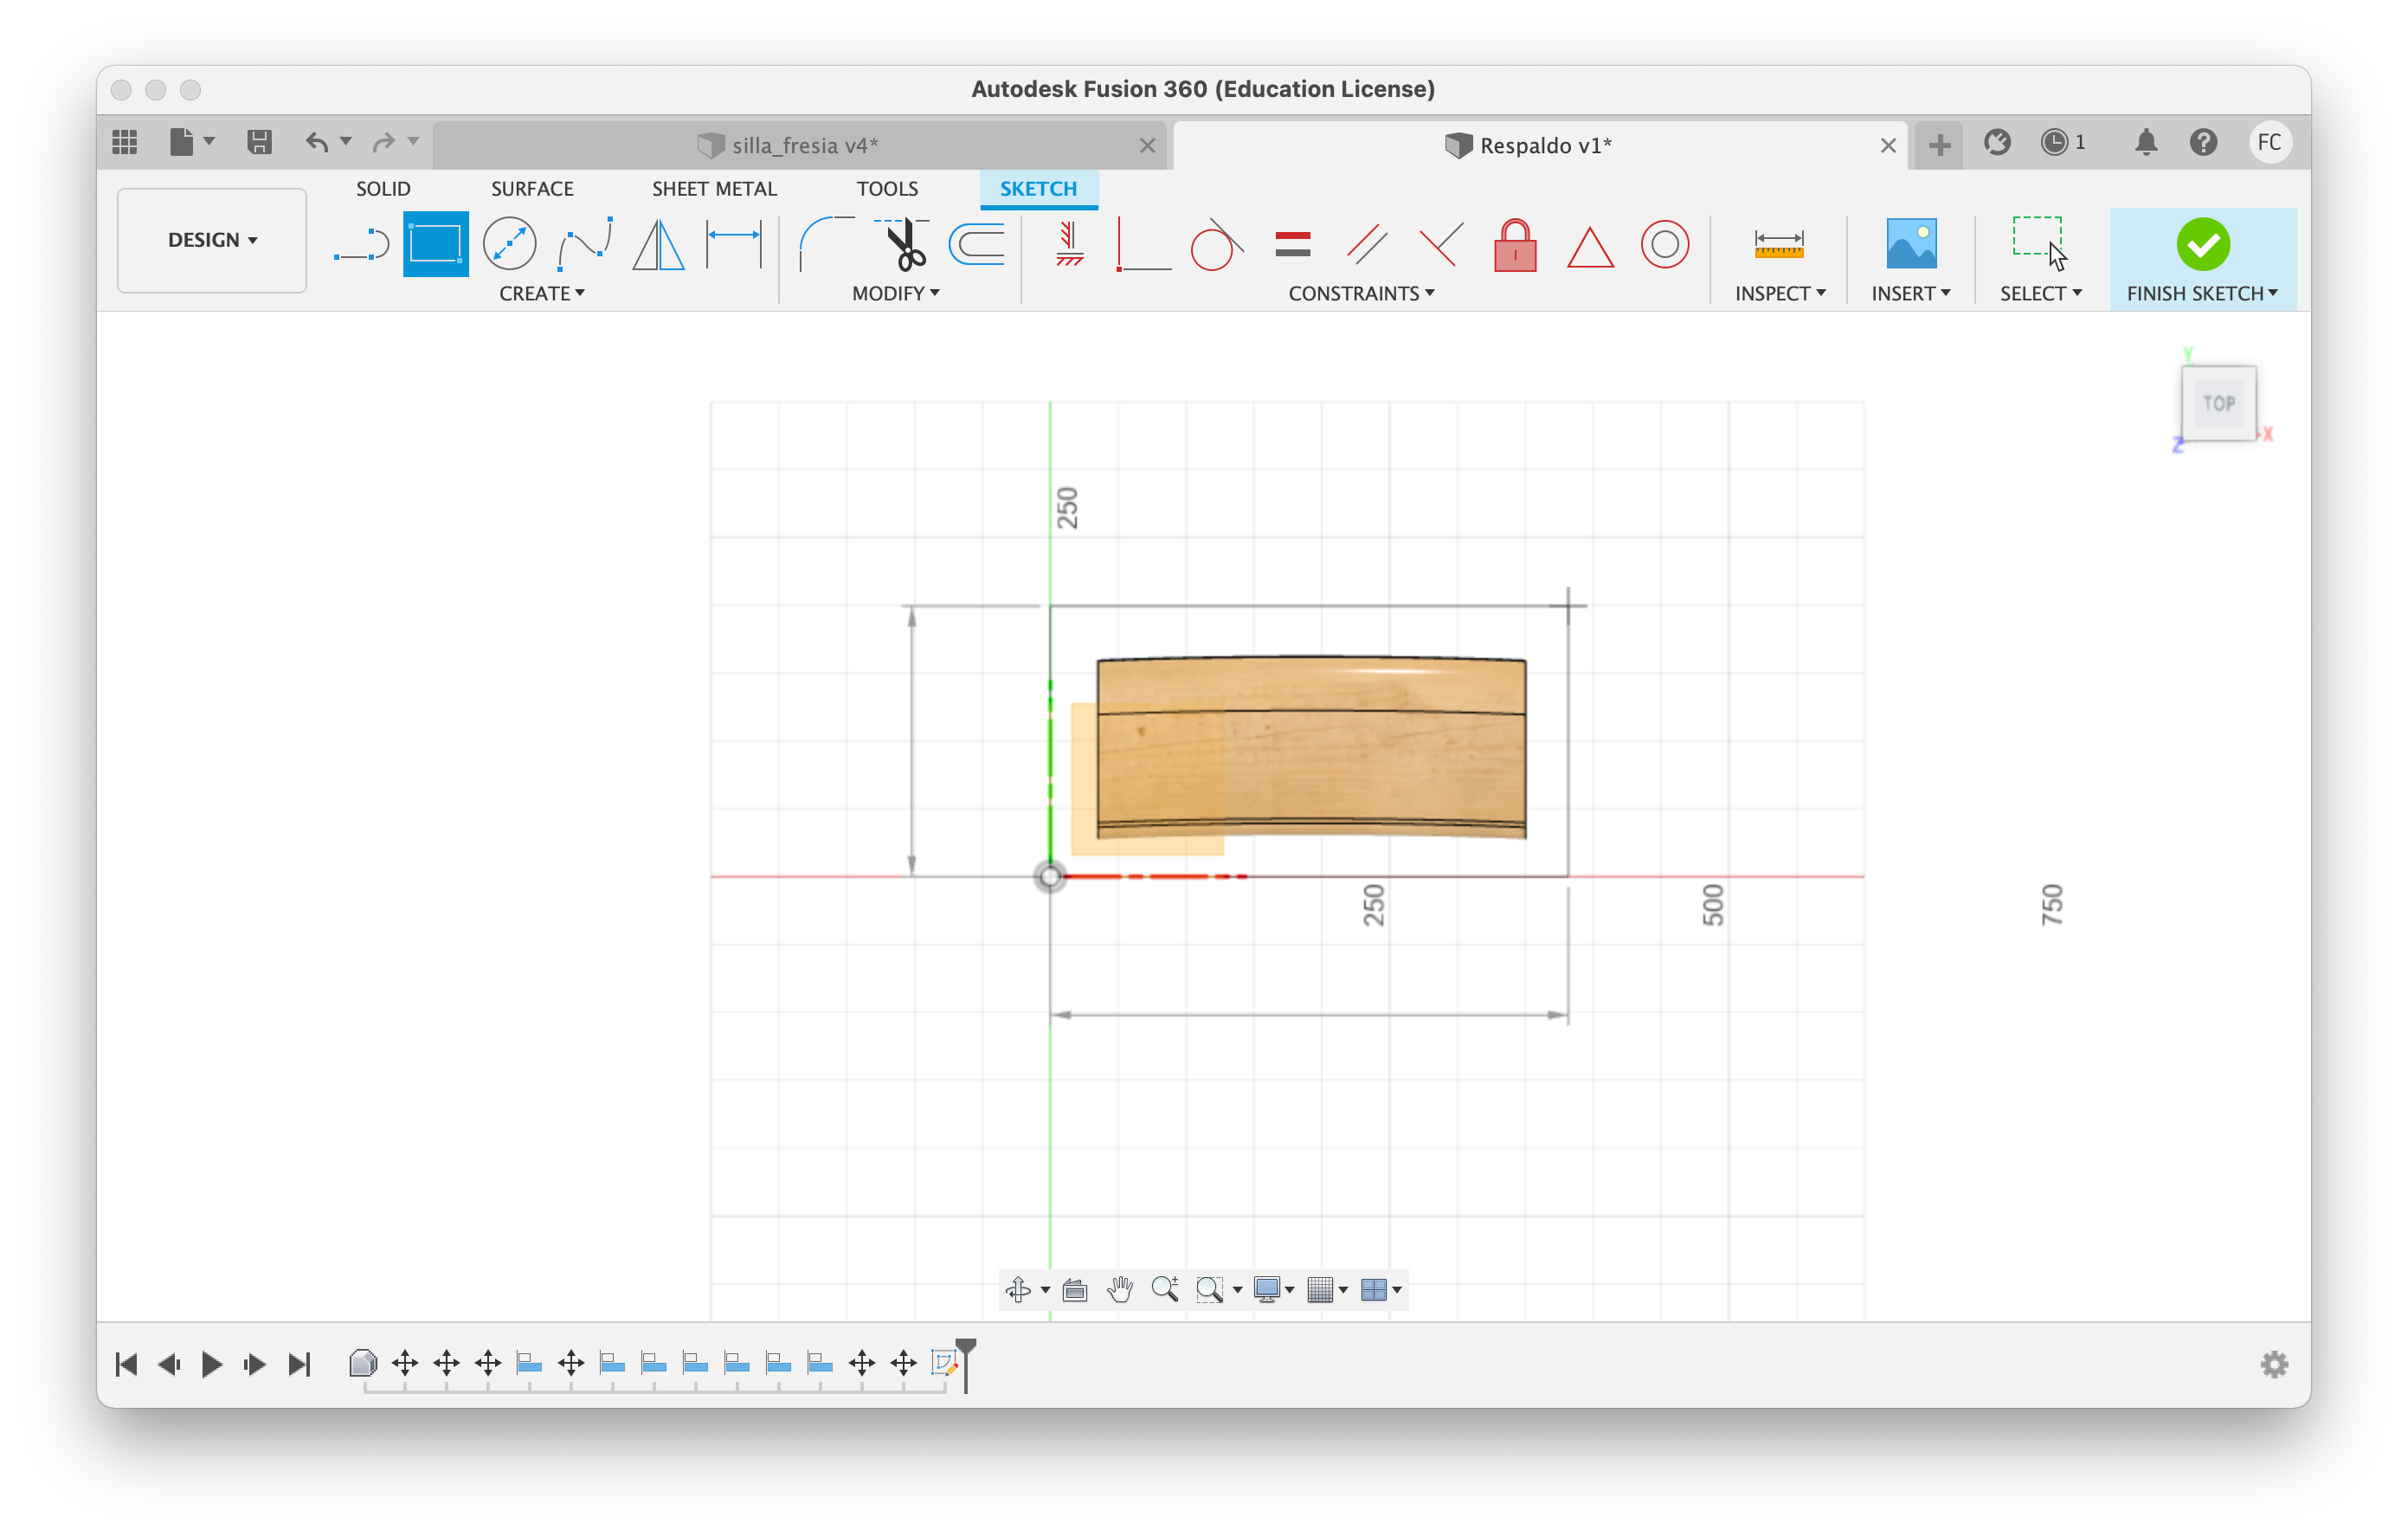 Autodesk Fusion 360 (Education License)
silla_fresia v4*
Respaldo v1*
1
FC
DESIGN
SOLID
SURFACE
SHEET METAL
TOOLS
SKETCH
CREATE
MODIFY
CONSTRAINTS
INSPECT
INSERT
SELECT
FINISH SKETCH
Y
TOP
X
Z
250
250
500
750